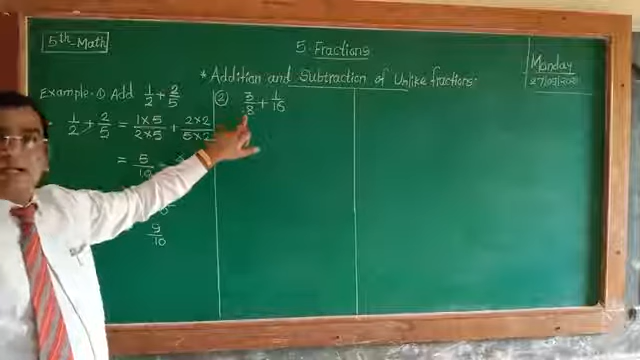 5th-Math
5. Fractions
Monday
27/09/202
* Addition and Subtraction of Unlike fractions:
Example-① Add 1/2 + 2/5
1/2 + 2/5 = 1×5/2×5 + 2×2/5×2
= 5/10
9/10
② 3/8 + 1/16